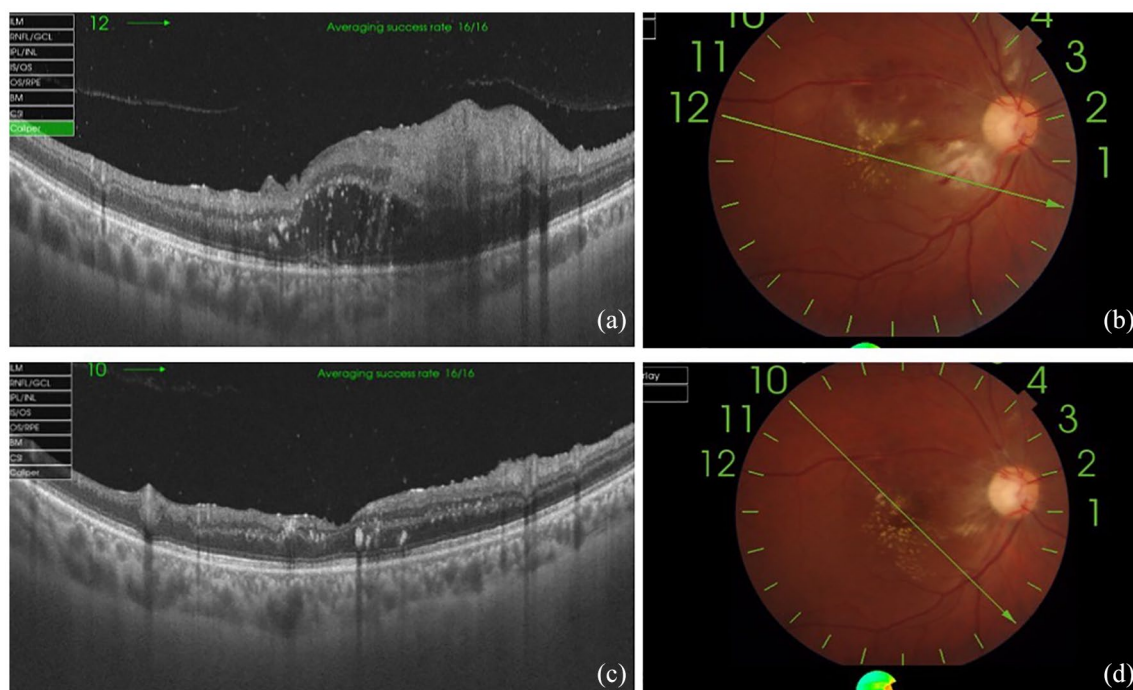 12
Averaging success rate 16/16
ILM
RNFL/GCL
IPL/INL
IS/OS
OS/RPE
BM
CSI
Caliper
(a)
10
11
12
4
3
2
1
(b)
10
Averaging success rate 16/16
ILM
RNFL/GCL
IPL/INL
IS/OS
OS/RPE
BM
CSI
Caliper
(c)
rlay
10
11
12
4
3
2
1
(d)